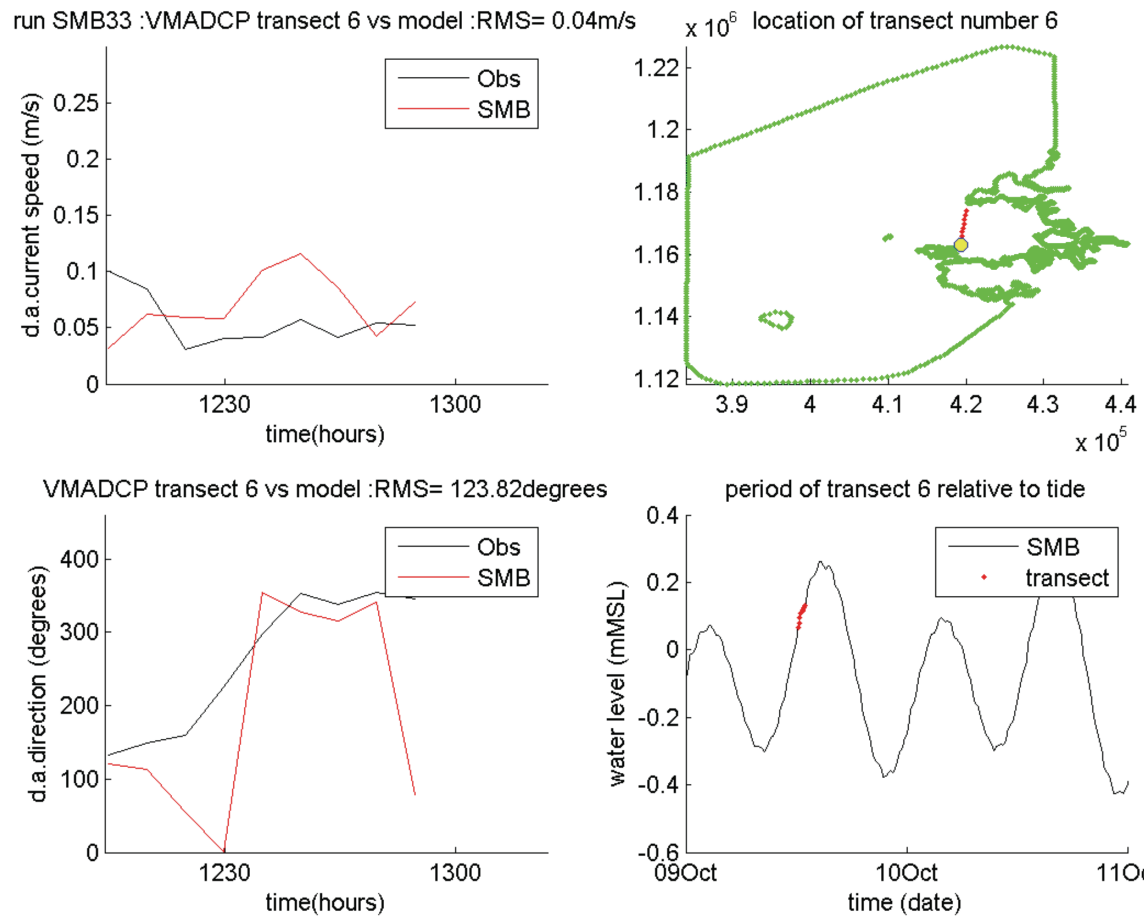 run SMB33 :VMADCP transect 6 vs model :RMS= 0.04m/s
Obs
SMB
0.25
0.2
0.15
0.1
0.05
0
d.a.current speed (m/s)
1230
1300
time(hours)
x 10^6 location of transect number 6
1.22
1.2
1.18
1.16
1.14
1.12
3.9
4
4.1
4.2
4.3
4.4
x 10^5
VMADCP transect 6 vs model :RMS= 123.82degrees
Obs
SMB
400
300
200
100
0
d.a.direction (degrees)
1230
1300
time(hours)
period of transect 6 relative to tide
SMB
transect
0.4
0.2
0
-0.2
-0.4
-0.6
water level (mMSL)
09Oct
10Oct
11O
time (date)